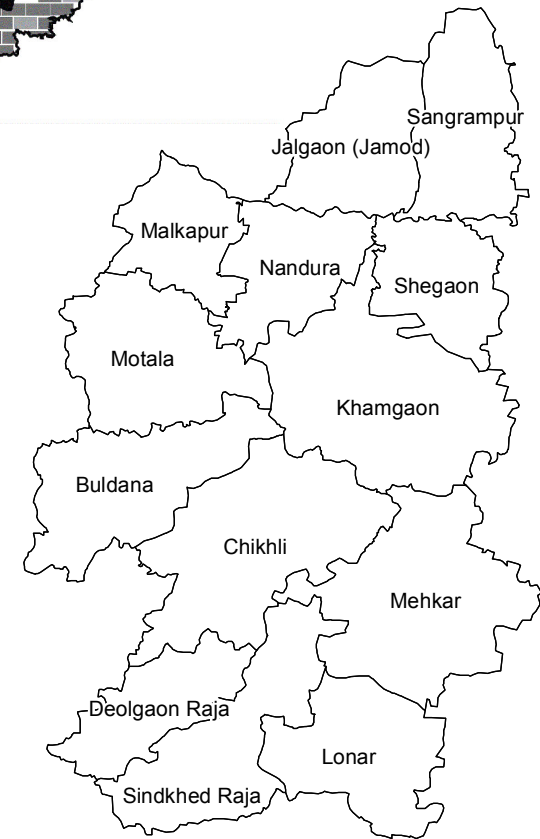 Sangrampur
Jalgaon (Jamod)
Malkapur
Nandura
Shegaon
Motala
Khamgaon
Buldana
Chikhli
Mehkar
Deolgaon Raja
Lonar
Sindkhed Raja